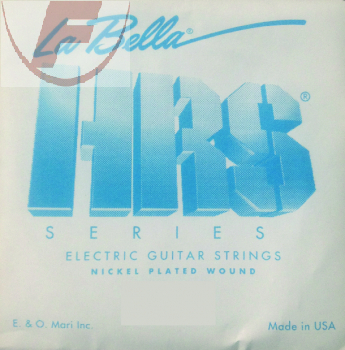 La Bella®
HRS®
SERIES
ELECTRIC GUITAR STRINGS
NICKEL PLATED WOUND
E. & O. Mari Inc.
Made in USA